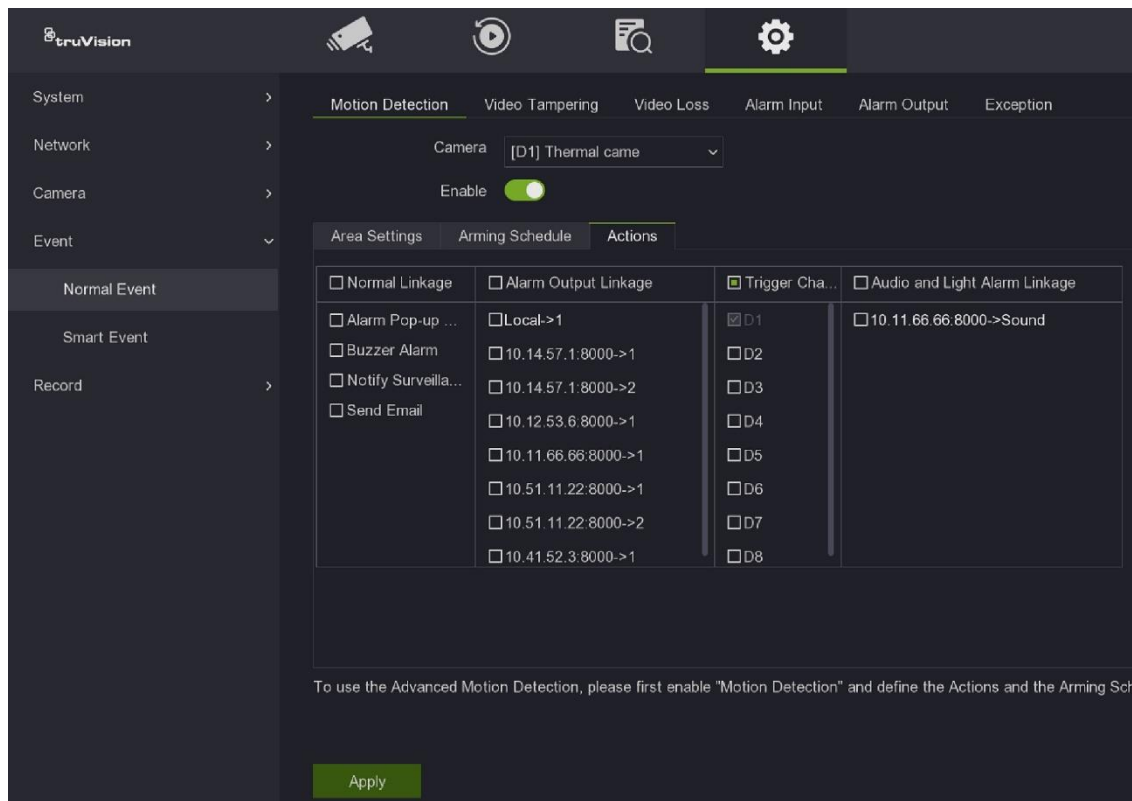 truVision
System
Network
Camera
Event
Normal Event
Smart Event
Record
Motion Detection Video Tampering Video Loss Alarm Input Alarm Output Exception
Camera [D1] Thermal came
Enable
Area Settings Arming Schedule Actions
Normal Linkage Alarm Output Linkage Trigger Cha... Audio and Light Alarm Linkage
Alarm Pop-up ... Local->1 D1 10.11.66.66:8000->Sound
Buzzer Alarm 10.14.57.1:8000->1 D2
Notify Surveilla... 10.14.57.1:8000->2 D3
Send Email 10.12.53.6:8000->1 D4
10.11.66.66:8000->1 D5
10.51.11.22:8000->1 D6
10.51.11.22:8000->2 D7
10.41.52.3:8000->1 D8
To use the Advanced Motion Detection, please first enable "Motion Detection" and define the Actions and the Arming Sch
Apply